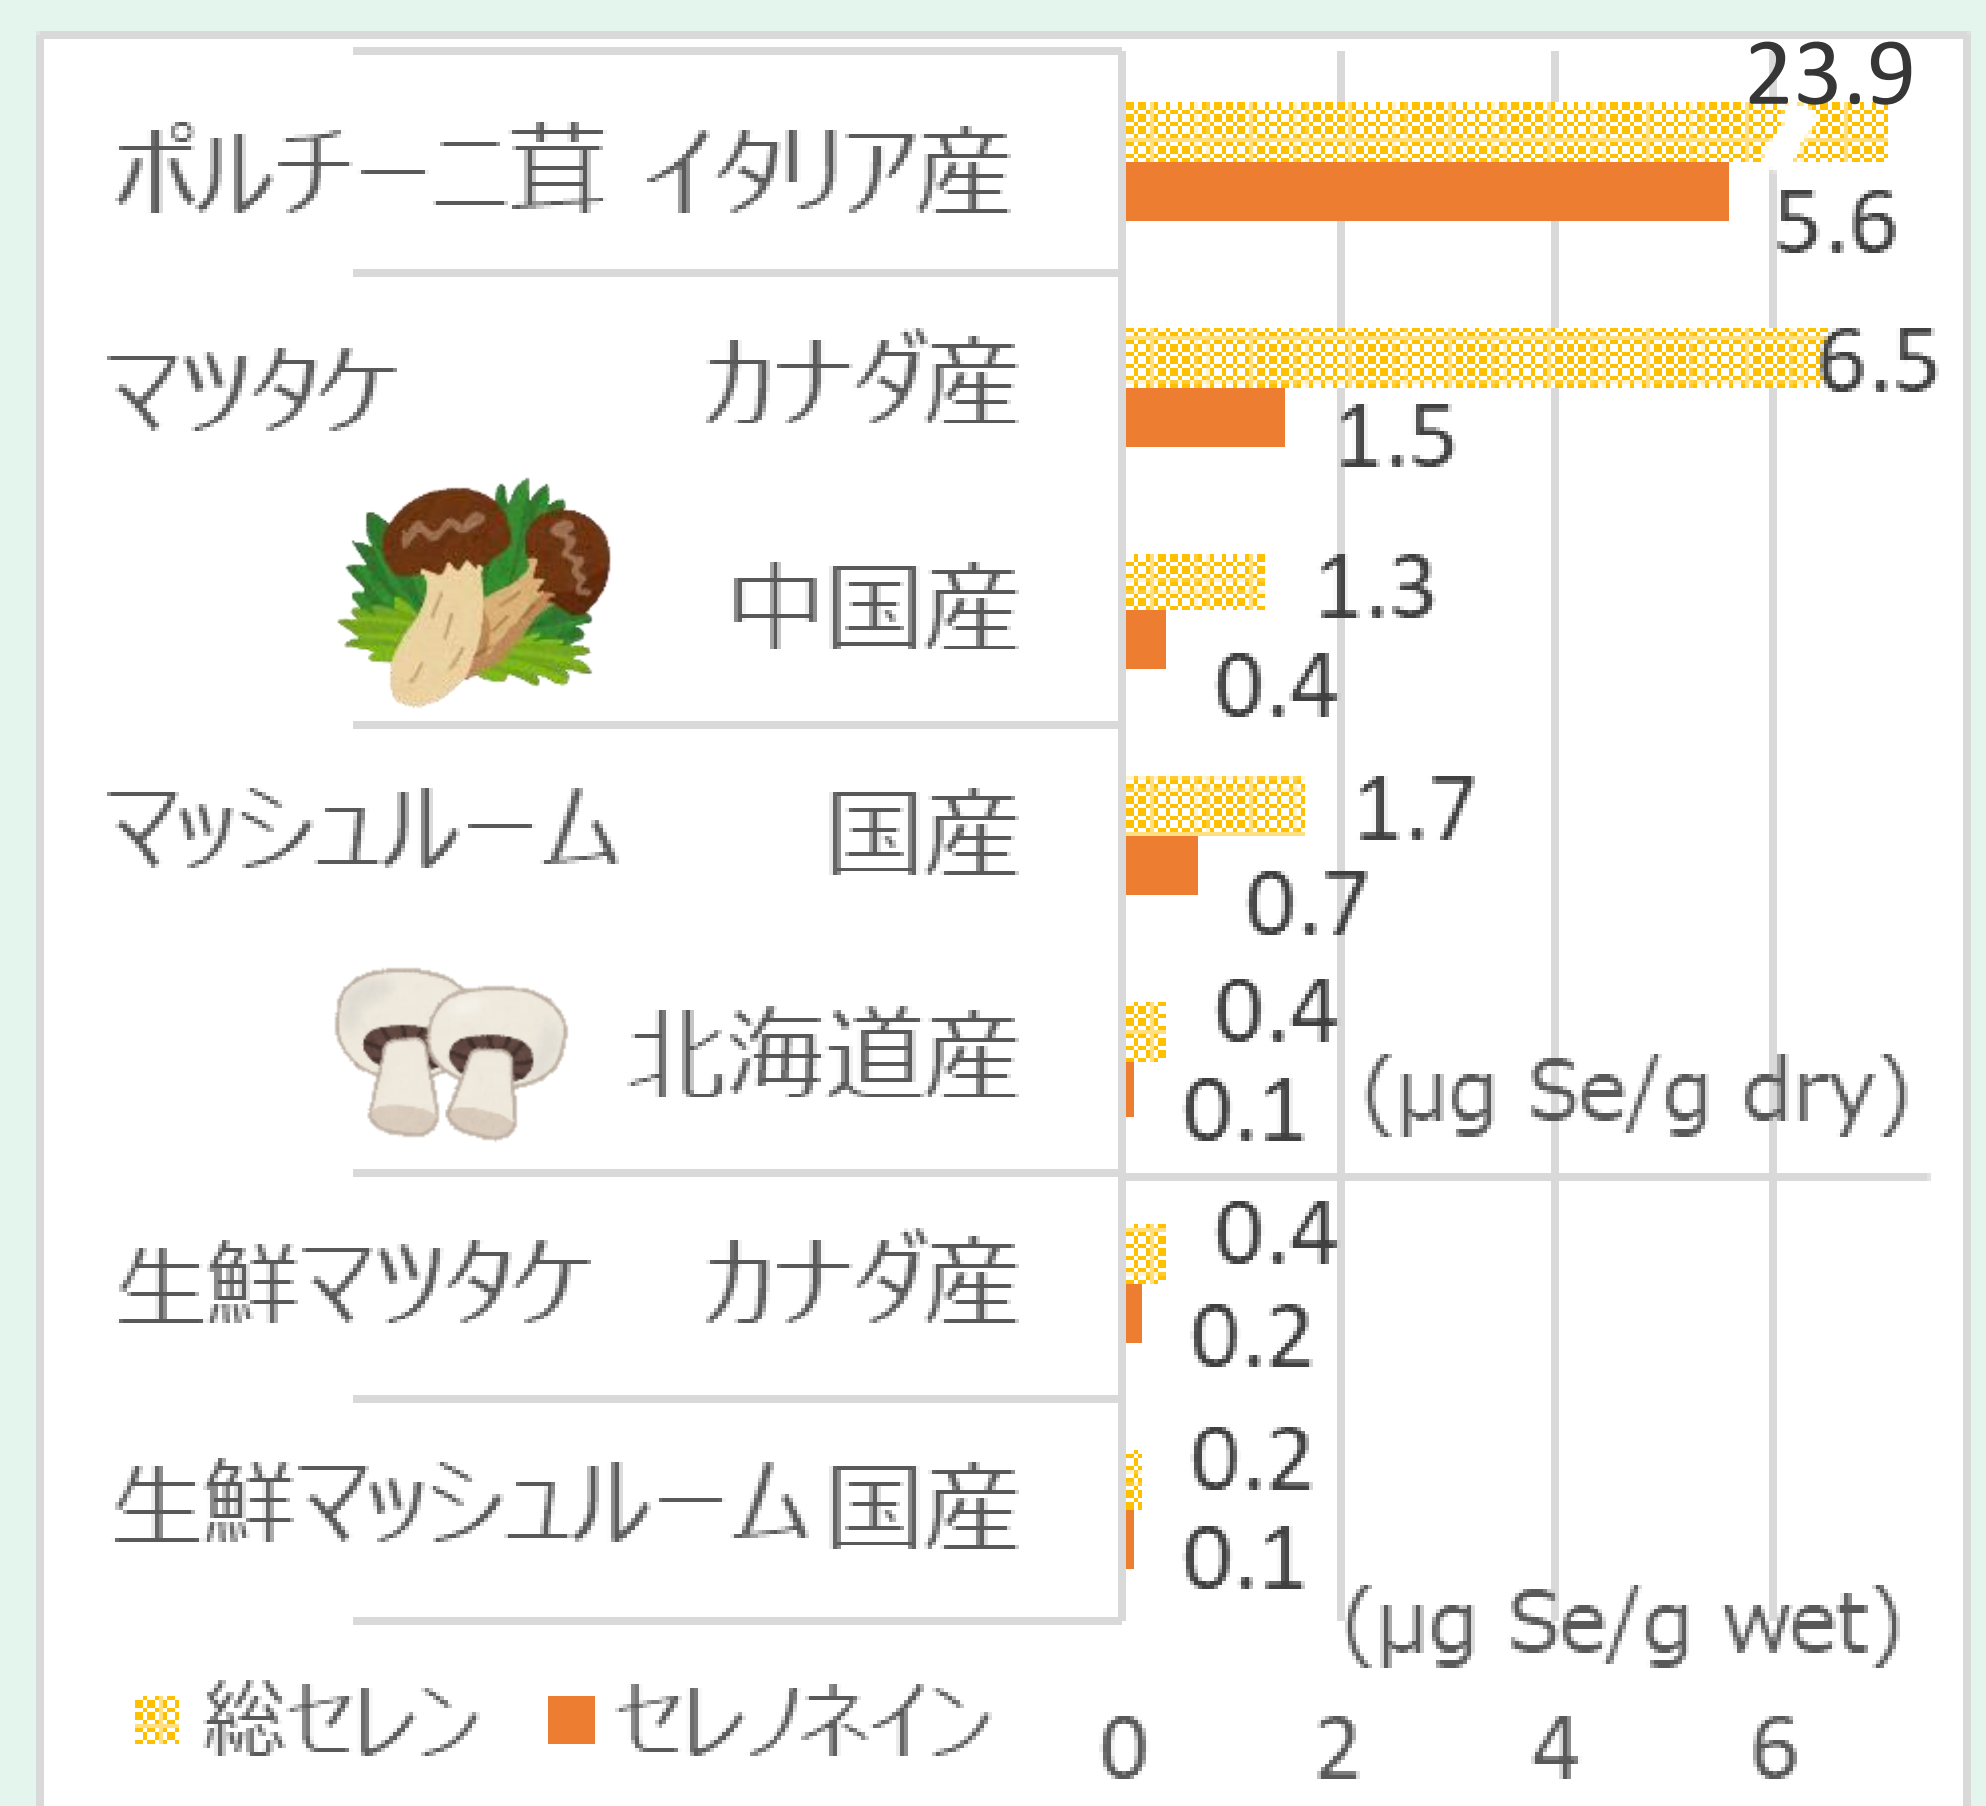 23.9
ポルチーニ茸 イタリア産
5.6
マツタケ カナダ産
6.5
1.5
中国産
1.3
0.4
マッシュルーム 国産
1.7
0.7
北海道産
0.4
0.1
(µg Se/g dry)
生鮮マツタケ カナダ産
0.4
0.2
生鮮マッシュルーム 国産
0.2
0.1
(µg Se/g wet)
総セレン セレノネイン
0 2 4 6